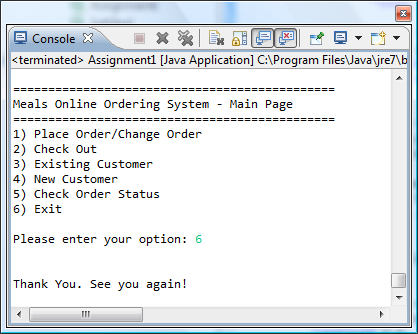 Console
<terminated> Assignment1 [Java Application] C:\Program Files\Java\jre7\b
===========================================
Meals Online Ordering System - Main Page
===========================================
1) Place Order/Change Order
2) Check Out
3) Existing Customer
4) New Customer
5) Check Order Status
6) Exit
Please enter your option: 6
Thank You. See you again!